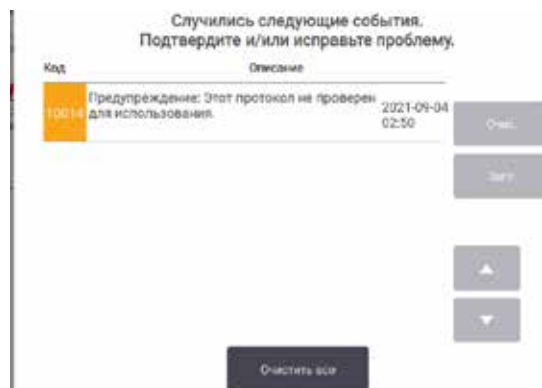 Случились следующие события.
Подтвердите и/или исправьте проблему.
Код Описание
10014 Предупреждение: Этот протокол не проверен для использования. 2021-09-04 02:50
Очистить все